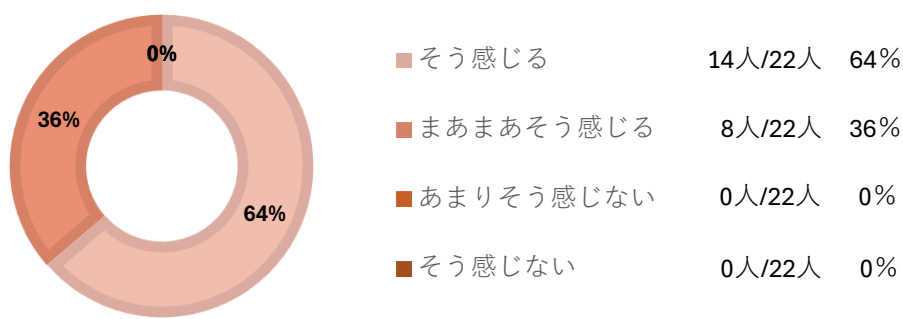 0%
36%
64%
そう感じる 14人/22人 64%
まあまあそう感じる 8人/22人 36%
あまりそう感じない 0人/22人 0%
そう感じない 0人/22人 0%